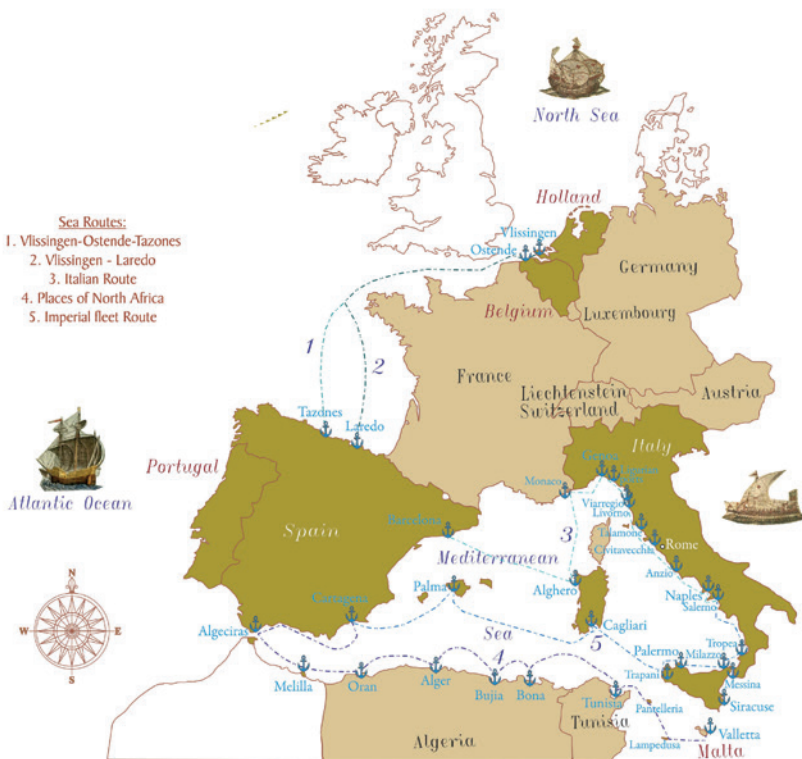 North Sea
Holland
Vlissingen
Ostende
Sea Routes:
1. Vlissingen-Ostende-Tazones
2. Vlissingen - Laredo
3. Italian Route
4. Places of North Africa
5. Imperial fleet Route
Germany
Belgium
Luxembourg
1
2
France
Austria
Liechtenstein
Switzerland
Tazones
Laredo
Italy
Portugal
Genova
Monaco
Atlantic Ocean
Viarregio
Livorno
Barcelona
Spain
3
Talamone
Civitavecchia
Rome
Mediterranean
Anzio
N
Palma
Alghero
Naples
Salerno
Cartagena
W
E
Algeciras
Sea
Cagliari
5
Palermo
Milazzo
Tropea
S
4
Melilla
Oran
Alger
Bujia
Bona
Trapani
Messina
Tunisia
Pantelleria
Siracuse
Tunisia
Valletta
Algeria
Lampedusa
Malta